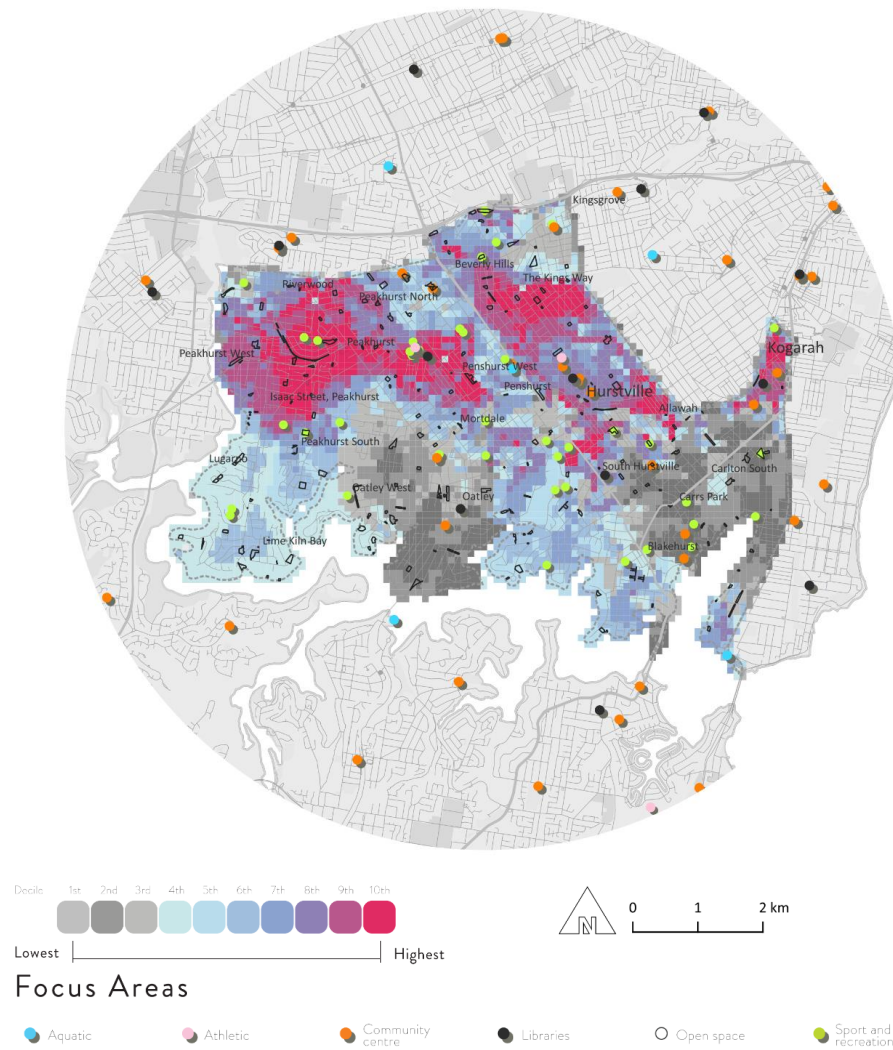 Kingsgrove
Beverly Hills
The Kings Way
Riverwood
Peakhurst North
Peakhurst West
Peakhurst
Kogarah
Penshurst West
Penshurst
Hurstville
Isaac Street, Peakhurst
Allawah
Mortdale
Peakhurst South
Lugarno
South Hurstville
Carlton South
Oatley West
Oatley
Carrs Park
Lime Kiln Bay
Blakehurst
Decile 1st 2nd 3rd 4th 5th 6th 7th 8th 9th 10th
Lowest Highest
N
0 1 2 km
Focus Areas
Aquatic Athletic Community centre Libraries Open space Sport and recreation